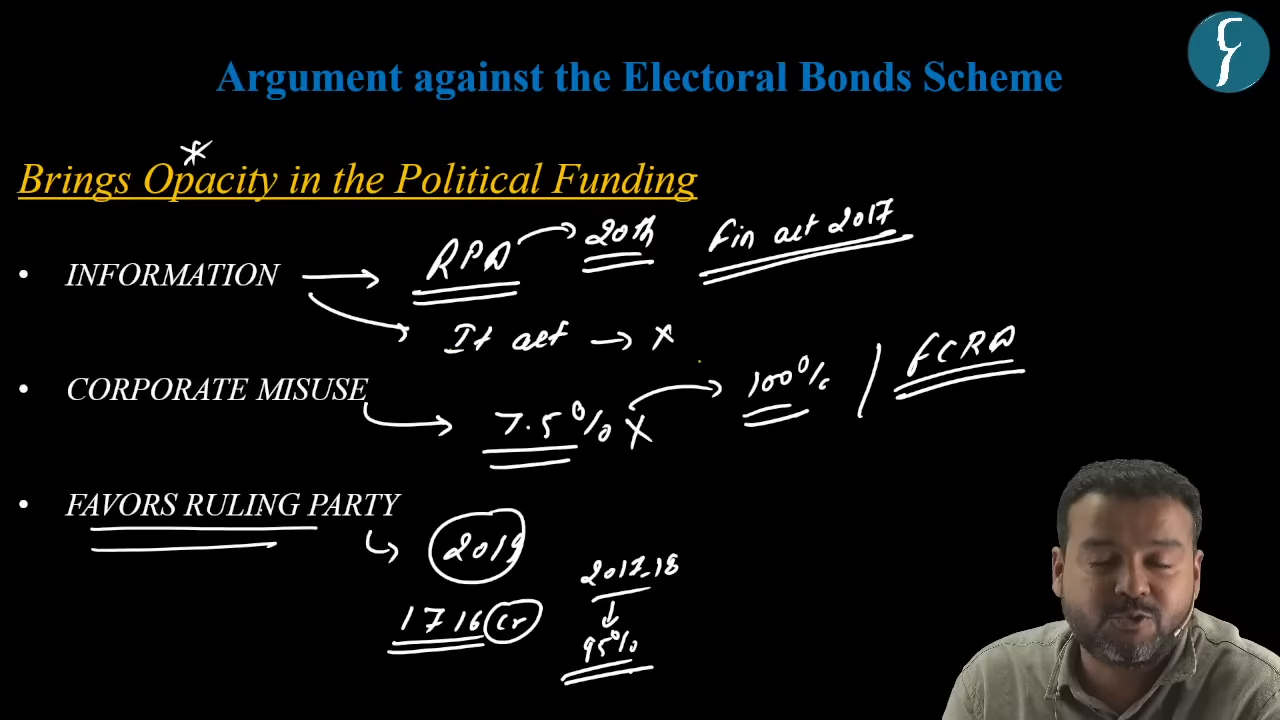 Argument against the Electoral Bonds Scheme
*
Brings Opacity in the Political Funding
• INFORMATION → RPA → 20th Fin act 2017
It act → x
• CORPORATE MISUSE → 7.5% x → 100% / FCRA
• FAVORS RULING PARTY → 2019
1716 Cr
2017-18
↓
95%